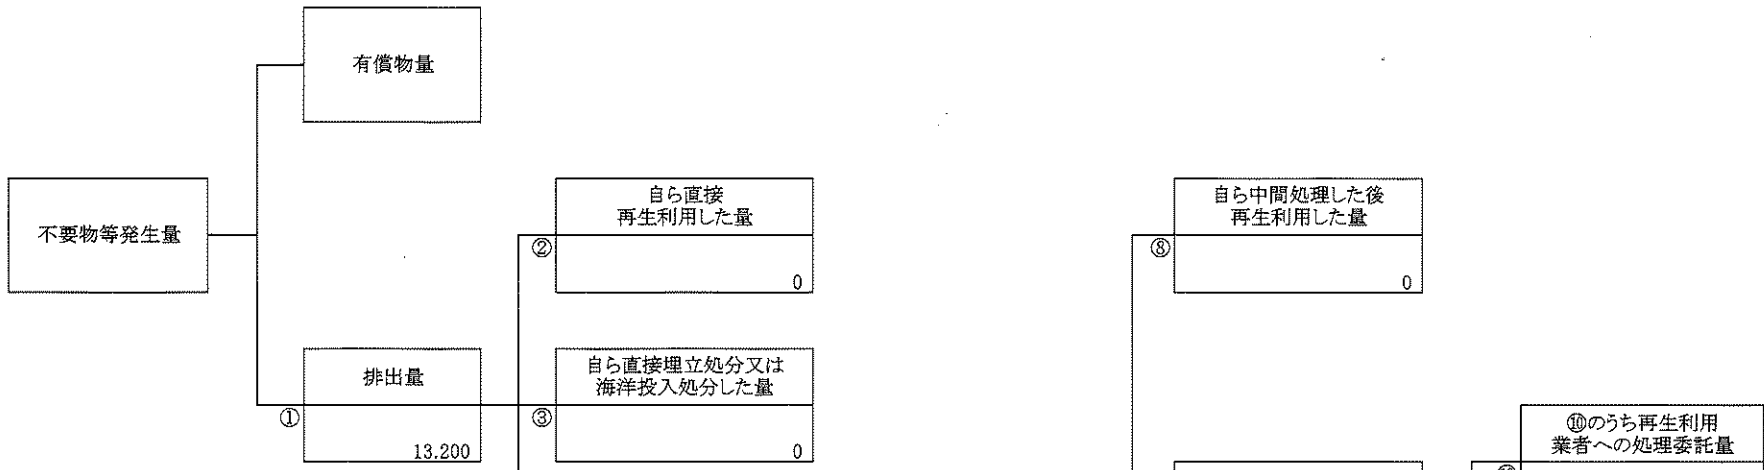 有償物量
不要物等発生量
自ら直接
再生利用した量
②
0
自ら中間処理した後
再生利用した量
⑧
0
排出量
①
13.200
自ら直接埋立処分又は
海洋投入処分した量
③
0
⑩のうち再生利用
業者への処理委託量